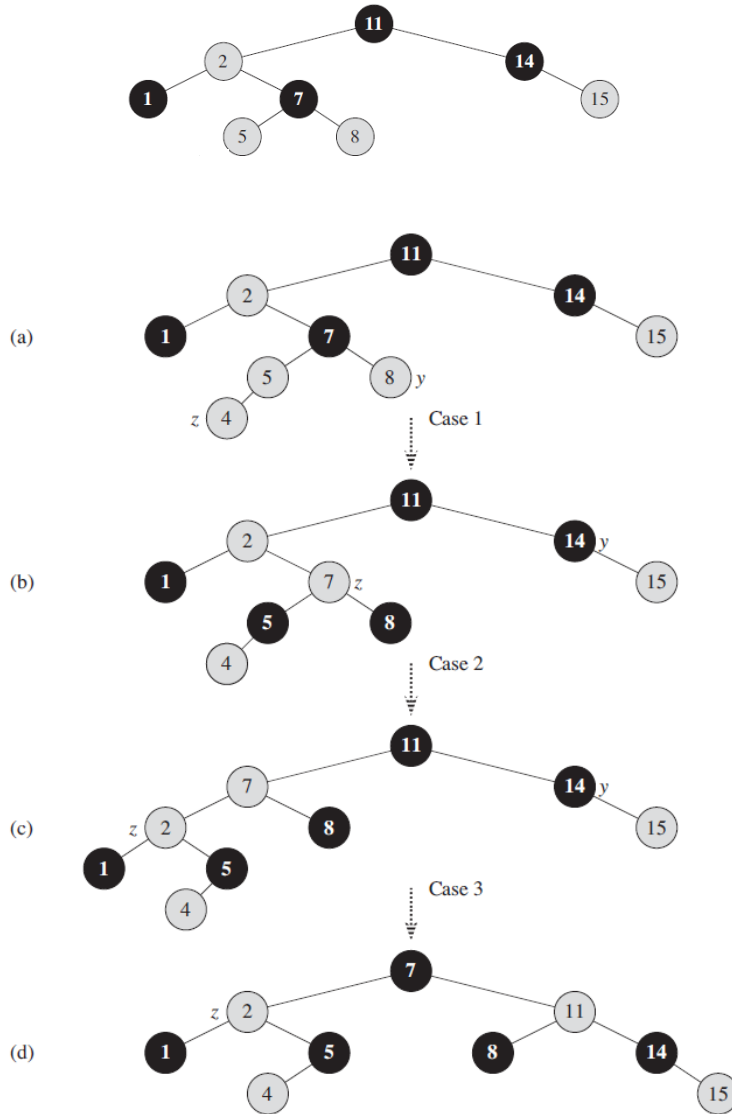 11
2 14
1 7 15
5 8
11
2 14
(a) 1 7 15
5 8 y
z 4 Case 1
11
2 14 y
(b) 1 7 z 15
5 8
4 Case 2
11
7 14 y
(c) z 2 8 15
1 5
4 Case 3
7
z 2 11
(d) 1 5 8 14
4 15